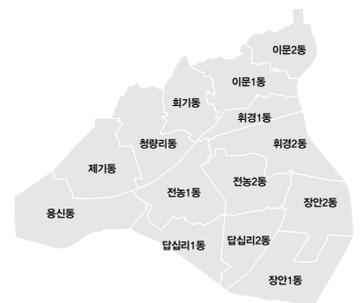 이문2동
이문1동
회기동
휘경1동
청량리동
휘경2동
제기동
전농1동
전농2동
장안2동
용신동
답십리1동
답십리2동
장안1동